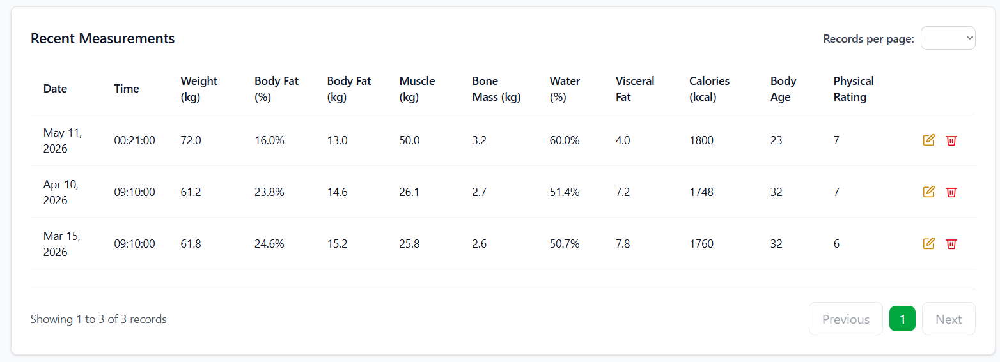 Recent Measurements
Records per page:
Date Time Weight (kg) Body Fat (%) Body Fat (kg) Muscle (kg) Bone Mass (kg) Water (%) Visceral Fat Calories (kcal) Body Age Physical Rating
May 11, 2026 00:21:00 72.0 16.0% 13.0 50.0 3.2 60.0% 4.0 1800 23 7
Apr 10, 2026 09:10:00 61.2 23.8% 14.6 26.1 2.7 51.4% 7.2 1748 32 7
Mar 15, 2026 09:10:00 61.8 24.6% 15.2 25.8 2.6 50.7% 7.8 1760 32 6
Showing 1 to 3 of 3 records
Previous 1 Next